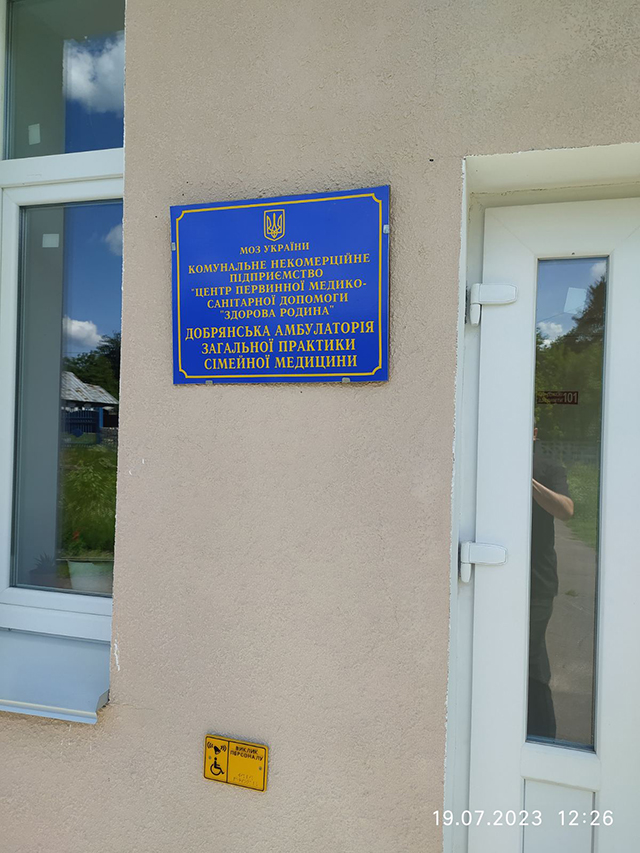 МОЗ УКРАЇНИ
КОМУНАЛЬНЕ НЕКОМЕРЦІЙНЕ
ПІДПРИЄМСТВО
"ЦЕНТР ПЕРВИННОЇ МЕДИКО-
САНІТАРНОЇ ДОПОМОГИ
"ЗДОРОВА РОДИНА"
ДОБРЯНСЬКА АМБУЛАТОРІЯ
ЗАГАЛЬНОЇ ПРАКТИКИ
СІМЕЙНОЇ МЕДИЦИНИ
101
ВИКЛИК
ПЕРСОНАЛУ
19.07.2023 12:26